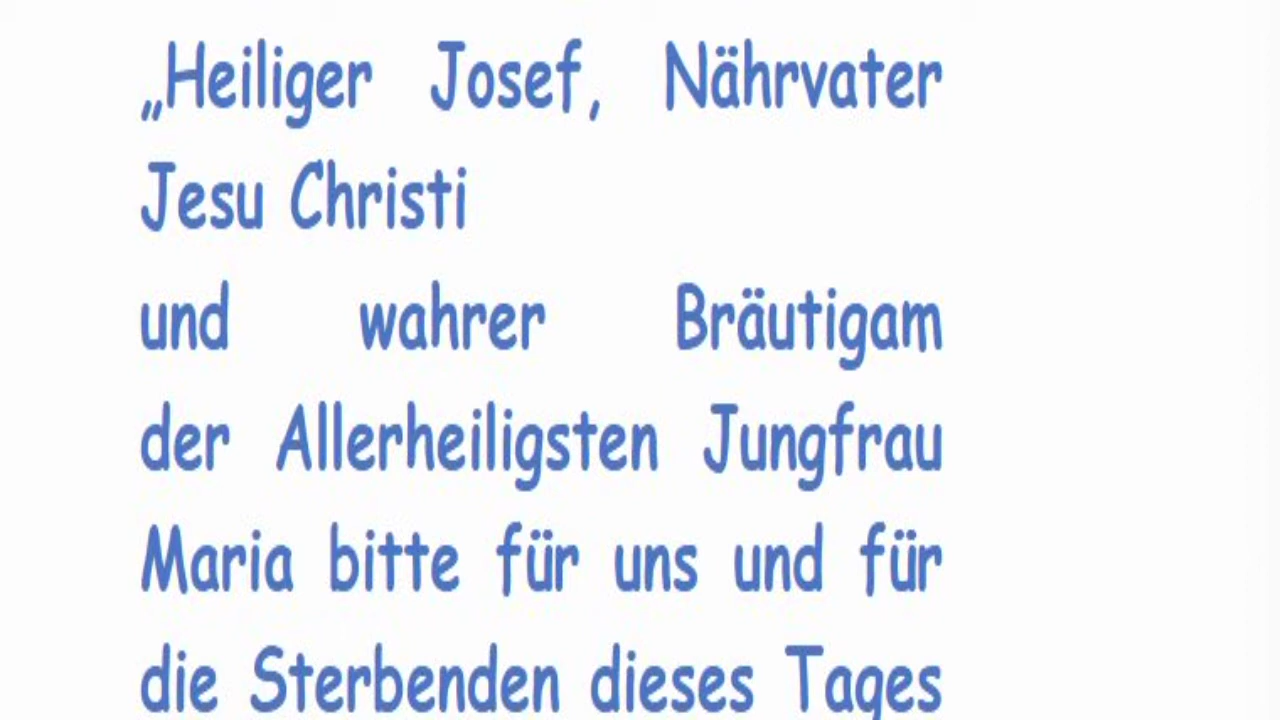 „Heiliger Josef, Nährvater
Jesu Christi
und wahrer Bräutigam
der Allerheiligsten Jungfrau
Maria bitte für uns und für
die Sterbenden dieses Tages